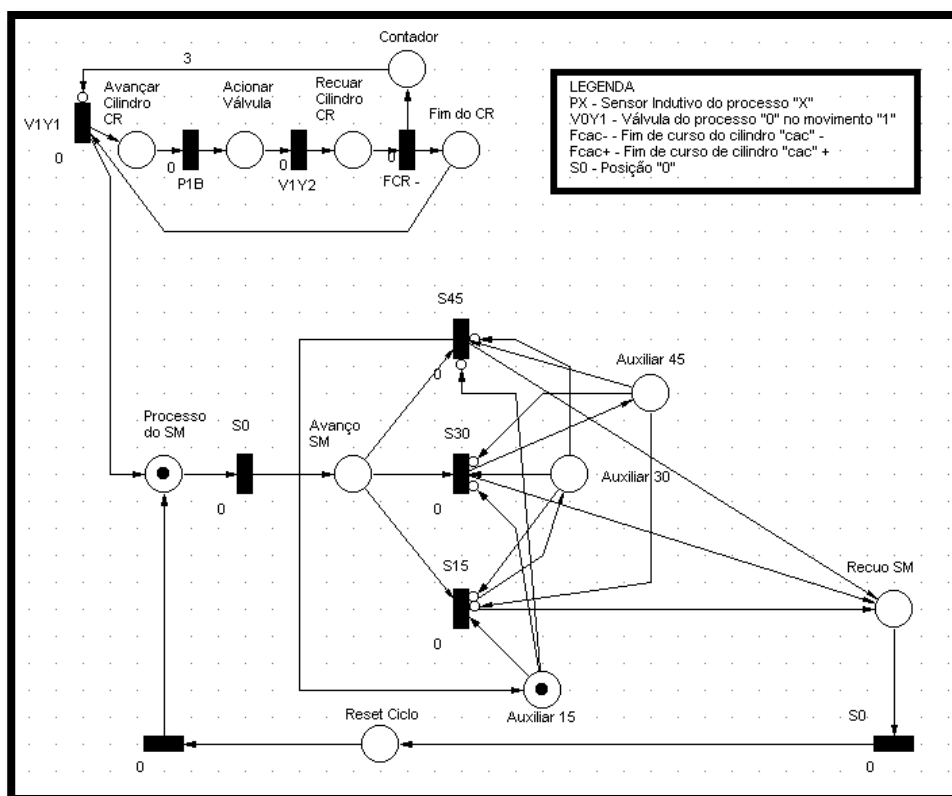 Contador
3
Avançar
Cilindro
CR
Acionar
Válvula
Recuar
Cilindro
CR
Fim do CR
V1Y1
0
0
P1B
0
V1Y2
0
FCR -
LEGENDA
PX - Sensor Indutivo do processo "X"
V0Y1 - Válvula do processo "0" no movimento "1"
Fcac- - Fim de curso do cilindro "cac" -
Fcac+ - Fim de curso de cilindro "cac" +
S0 - Posição "0"
S45
0
Auxiliar 45
Processo
do SM
S0
0
Avanço
SM
S30
0
Auxiliar 30
S15
0
Recuo SM
Auxiliar 15
Reset Ciclo
S0
0
0